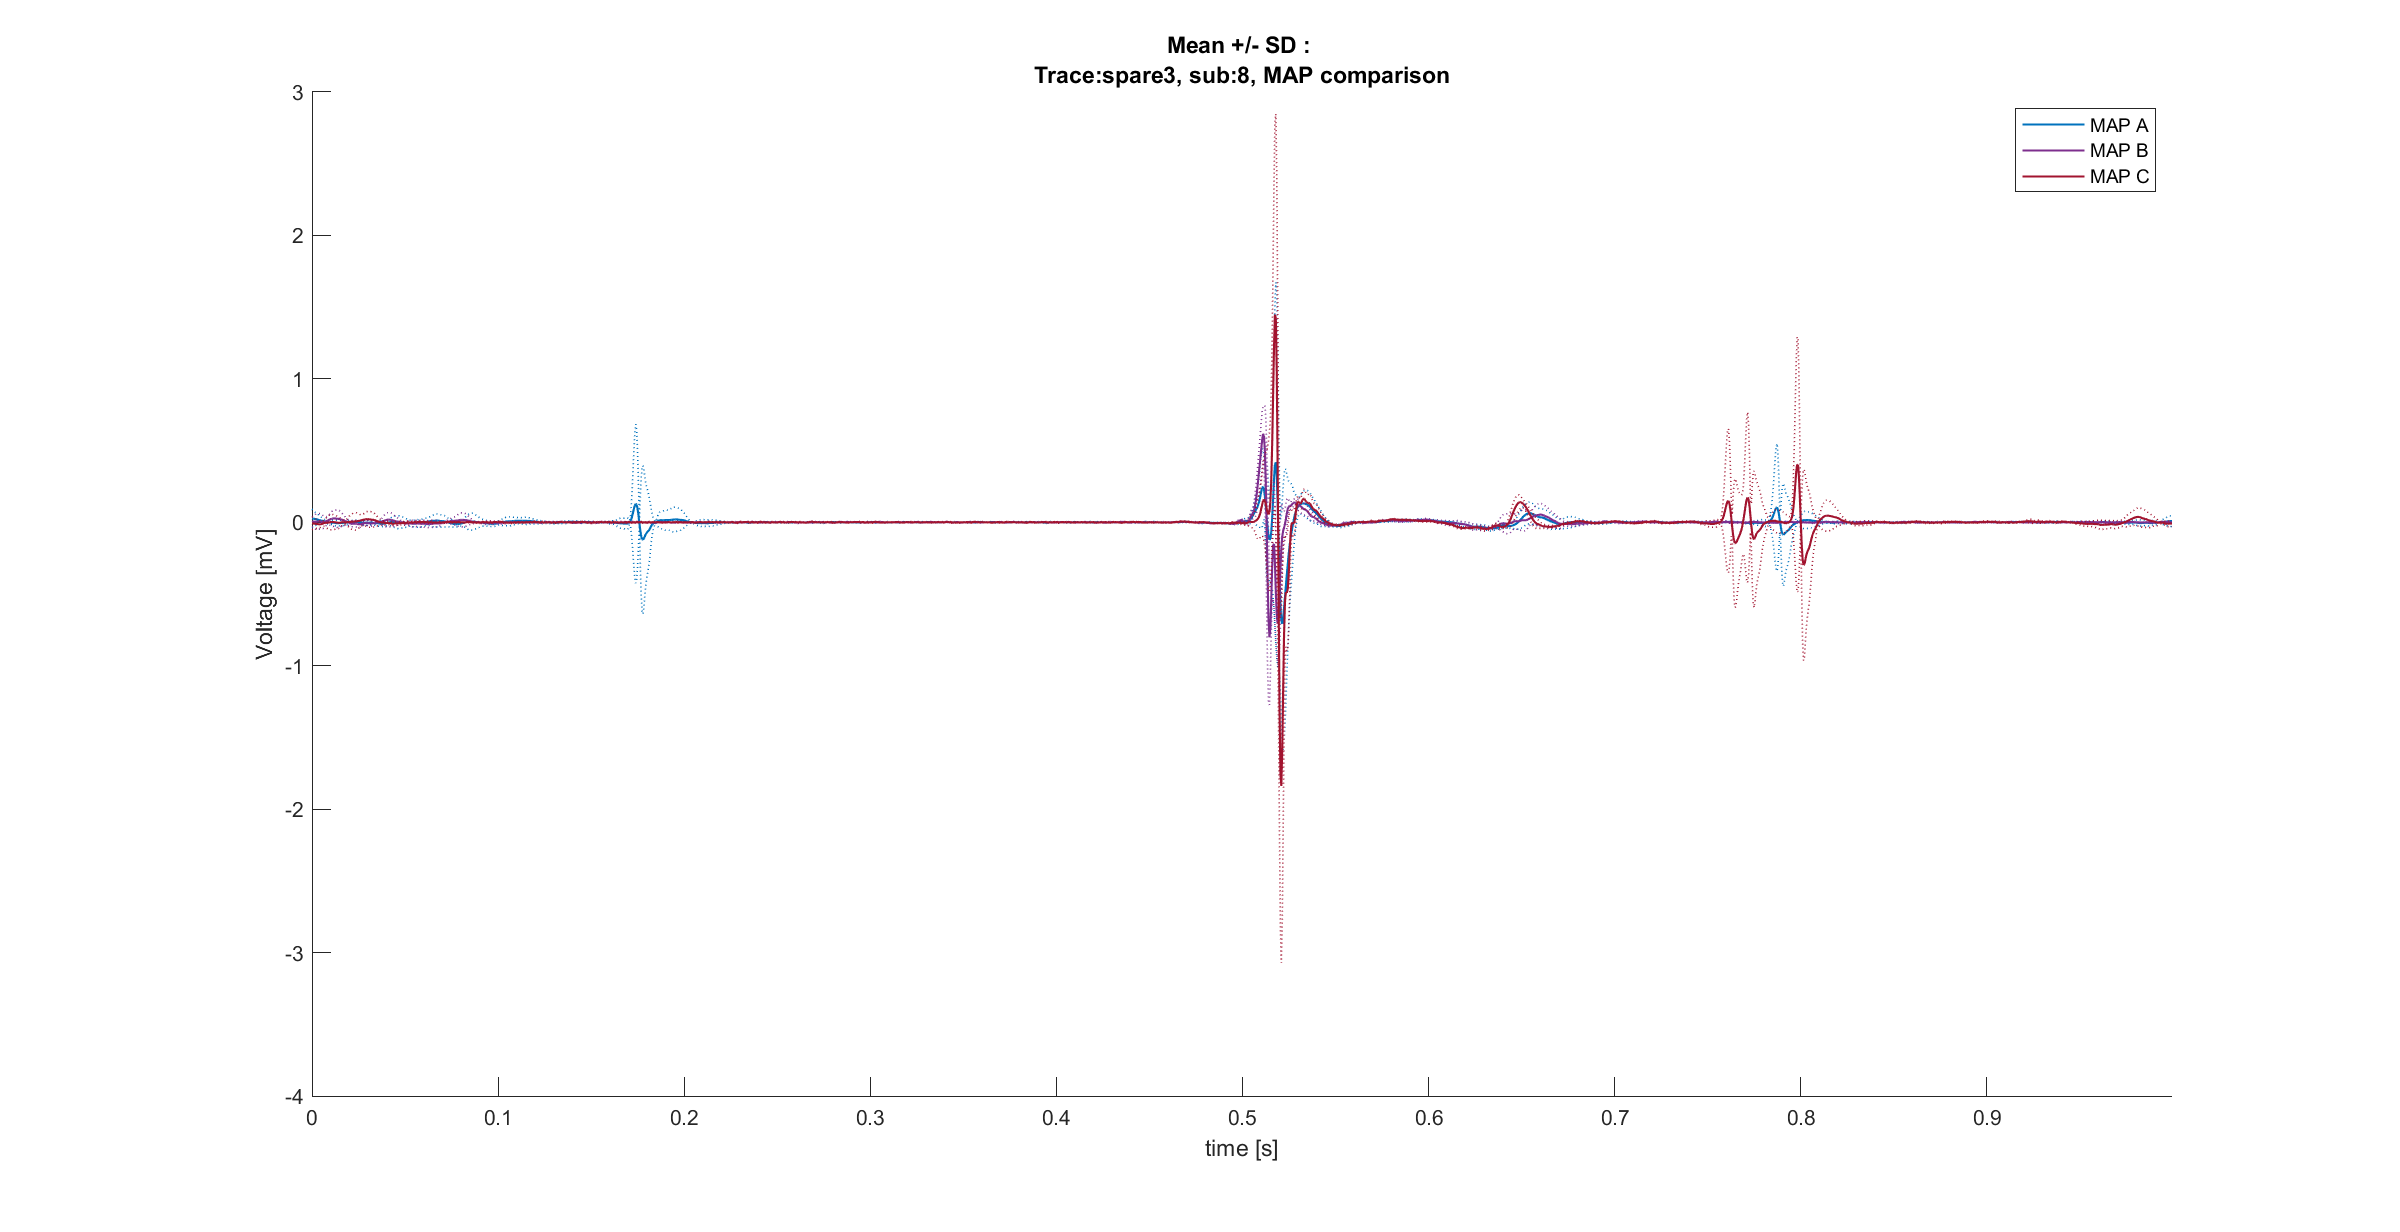 Mean +/- SD :
Trace:spare3, sub:8, MAP comparison
MAP A
MAP B
MAP C
3
2
1
0
-1
-2
-3
-4
Voltage [mV]
0 0.1 0.2 0.3 0.4 0.5 0.6 0.7 0.8 0.9
time [s]